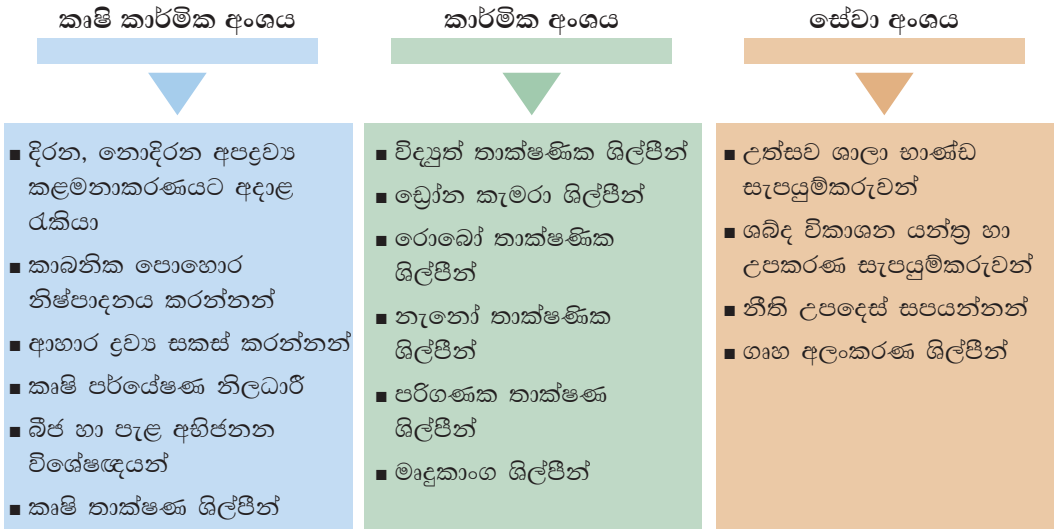 කෘෂි කාර්මික අංශය
■ දිරන, නොදිරන අපද්‍රව්‍ය
කළමනාකරණයට අදාළ
රැකියා
■ කාබනික පොහොර
නිෂ්පාදනය කරන්නන්
■ ආහාර ද්‍රව්‍ය සකස් කරන්නන්
■ කෘෂි පර්යේෂණ නිලධාරී
■ බීජ හා පැළ අභිජනන
විශේෂඥයන්
■ කෘෂි තාක්ෂණ ශිල්පීන්
කාර්මික අංශය
■ විද්‍යුත් තාක්ෂණික ශිල්පීන්
■ ඩ්‍රෝන කැමරා ශිල්පීන්
■ රොබෝ තාක්ෂණික
ශිල්පීන්
■ නැනෝ තාක්ෂණික
ශිල්පීන්
■ පරිගණක තාක්ෂණ
ශිල්පීන්
■ මෘදුකාංග ශිල්පීන්
සේවා අංශය
■ උත්සව ශාලා භාණ්ඩ
සැපයුම්කරුවන්
■ ශබ්ද විකාශන යන්ත්‍ර හා
උපකරණ සැපයුම්කරුවන්
■ නීති උපදෙස් සපයන්නන්
■ ගෘහ අලංකරණ ශිල්පීන්